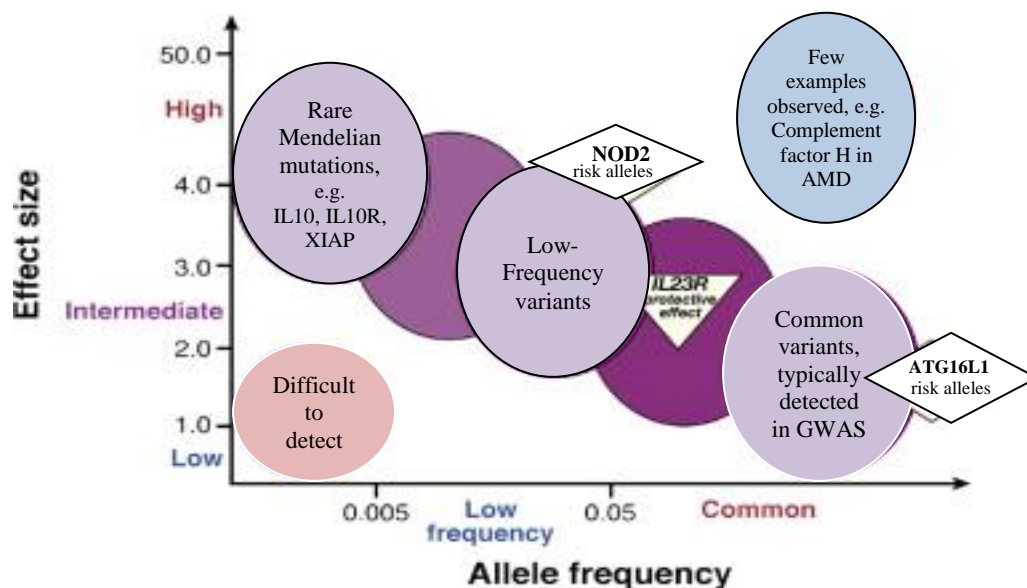 50.0
High
4.0
Effect size
3.0
Intermediate
2.0
1.0
Low
Rare
Mendelian
mutations,
e.g.
IL10, IL10R,
XIAP
NOD2
risk alleles
Few
examples
observed, e.g.
Complement
factor H in
AMD
Low-
Frequency
variants
IL23R
protective
effect
Common
variants,
typically
detected
in GWAS
ATG16L1
risk alleles
Difficult
to
detect
0.005
Low
frequency
0.05
Common
Allele frequency